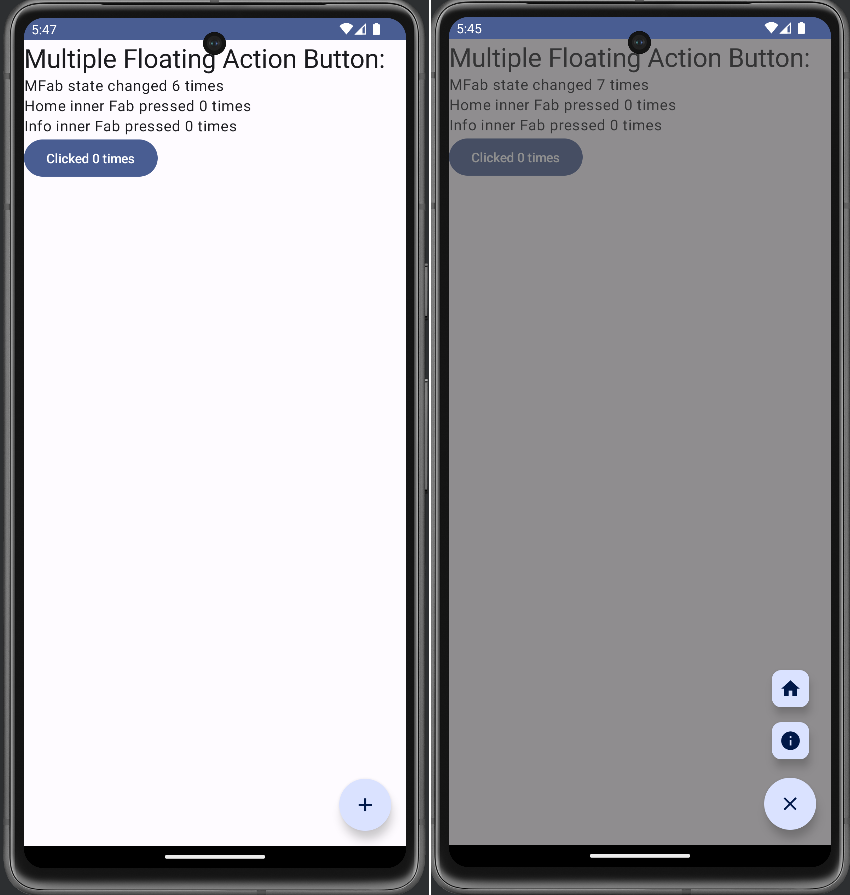 5:47
Multiple Floating Action Button:
MFab state changed 6 times
Home inner Fab pressed 0 times
Info inner Fab pressed 0 times
Clicked 0 times
5:45
Multiple Floating Action Button:
MFab state changed 7 times
Home inner Fab pressed 0 times
Info inner Fab pressed 0 times
Clicked 0 times